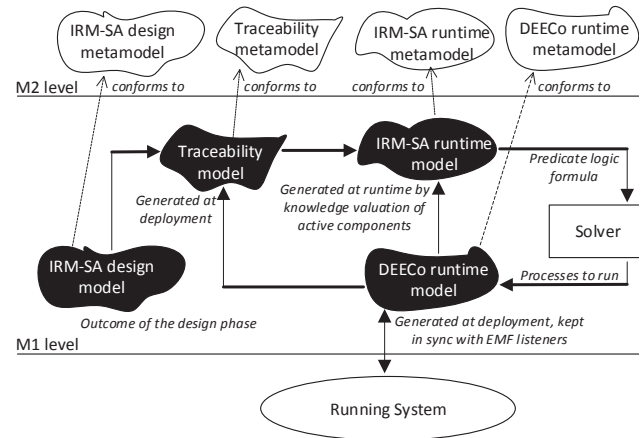 IRM-SA design
metamodel
Traceability
metamodel
IRM-SA runtime
metamodel
DEECo runtime
metamodel
M2 level
conforms to
conforms to
conforms to
conforms to
Traceability
model
IRM-SA runtime
model
Predicate logic
formula
Generated at
deployment
Generated at runtime by
knowledge valuation of
active components
Solver
IRM-SA design
model
DEECo runtime
model
Processes to run
Outcome of the design phase
Generated at deployment, kept
in sync with EMF listeners
M1 level
Running System